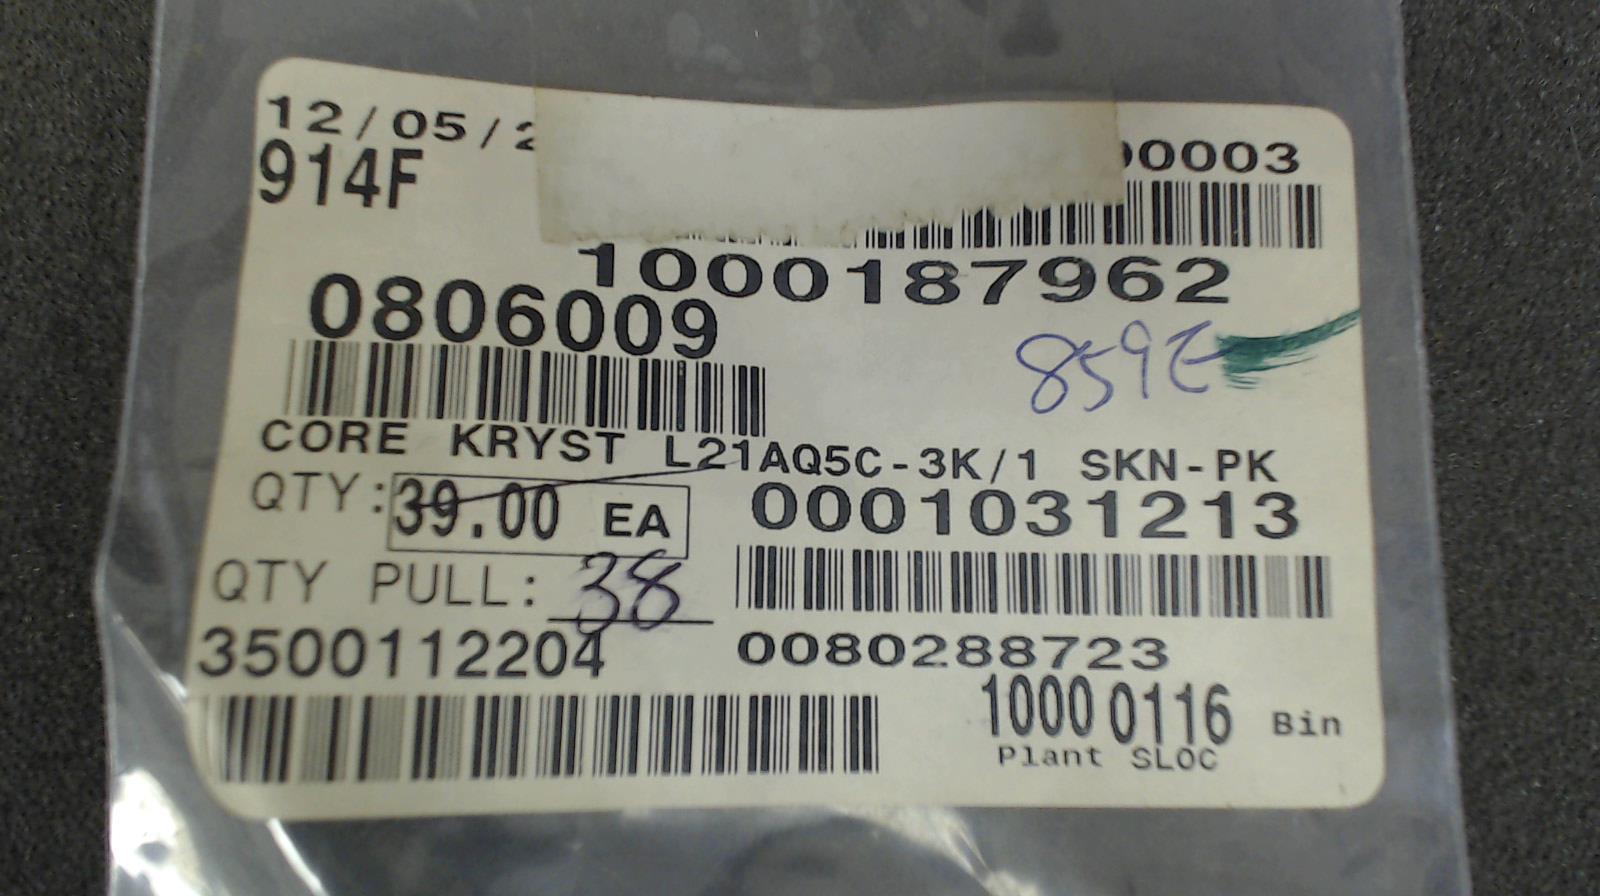 12/05/2
00003
914F
1000187962
0806009
859E
CORE KRYST L21AQ5C-3K/1 SKN-PK
QTY: 39.00 EA
0001031213
QTY PULL: 38
3500112204
0080288723
1000 0116 Bin
Plant SLOC